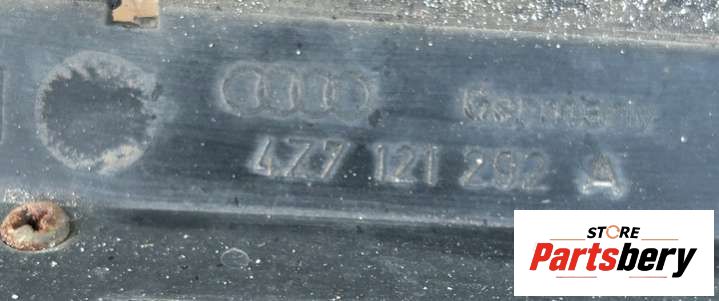 Germany
4Z7 121 292 A
STORE
Partsbery